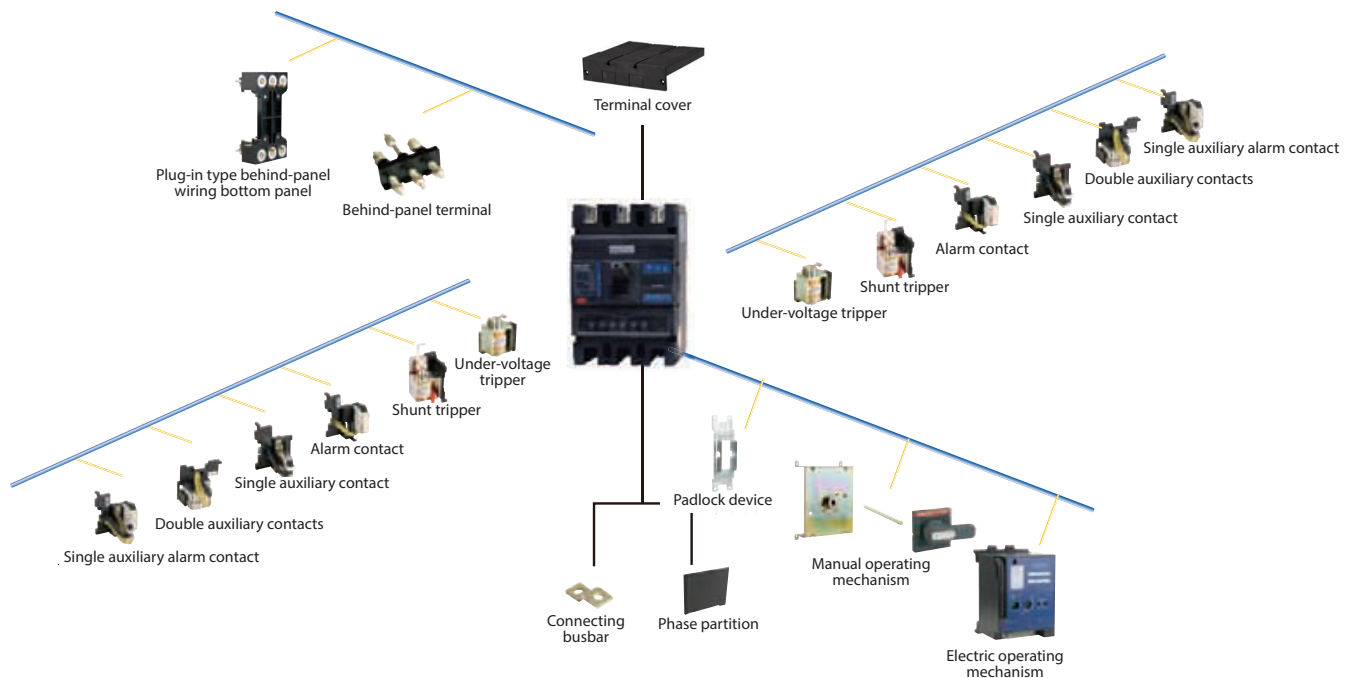 Terminal cover
Plug-in type behind-panel
wiring bottom panel
Behind-panel terminal
Single auxiliary alarm contact
Double auxiliary contacts
Single auxiliary contact
Alarm contact
Shunt tripper
Under-voltage tripper
Under-voltage
tripper
Shunt tripper
Alarm contact
Single auxiliary contact
Double auxiliary contacts
Single auxiliary alarm contact
Padlock device
Manual operating
mechanism
Electric operating
mechanism
Connecting
busbar
Phase partition